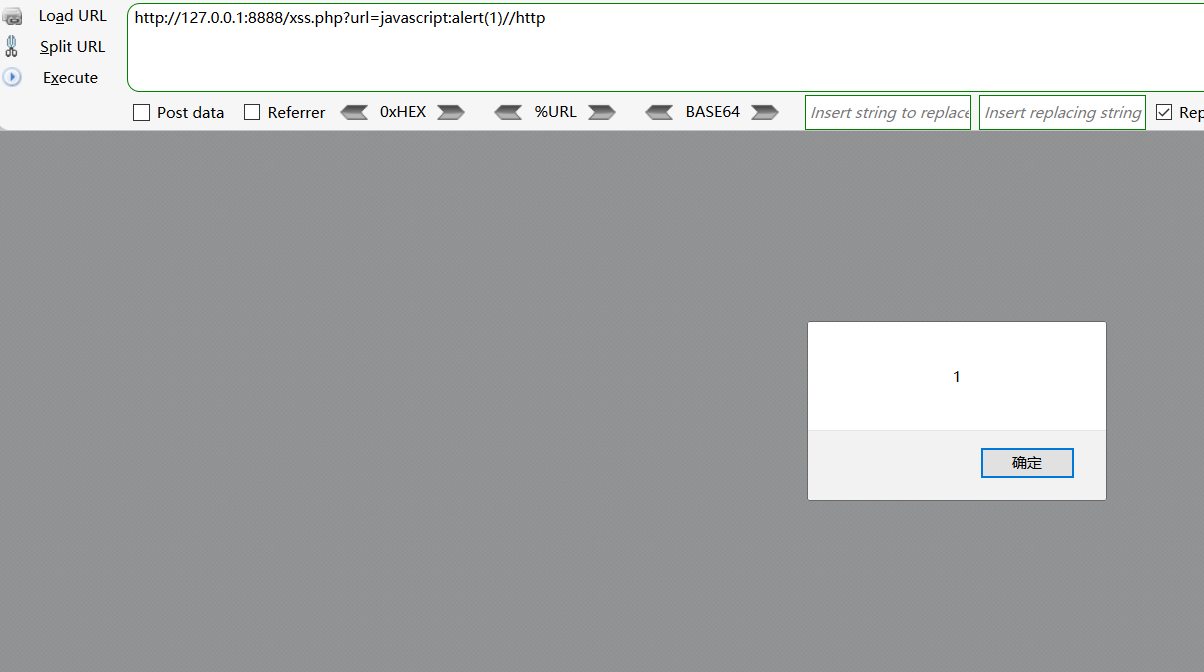 Load URL
http://127.0.0.1:8888/xss.php?url=javascript:alert(1)//http
Split URL
Execute
Post data
Referrer
0xHEX
%URL
BASE64
Insert string to replace
Insert replacing string
Rep
1
确定